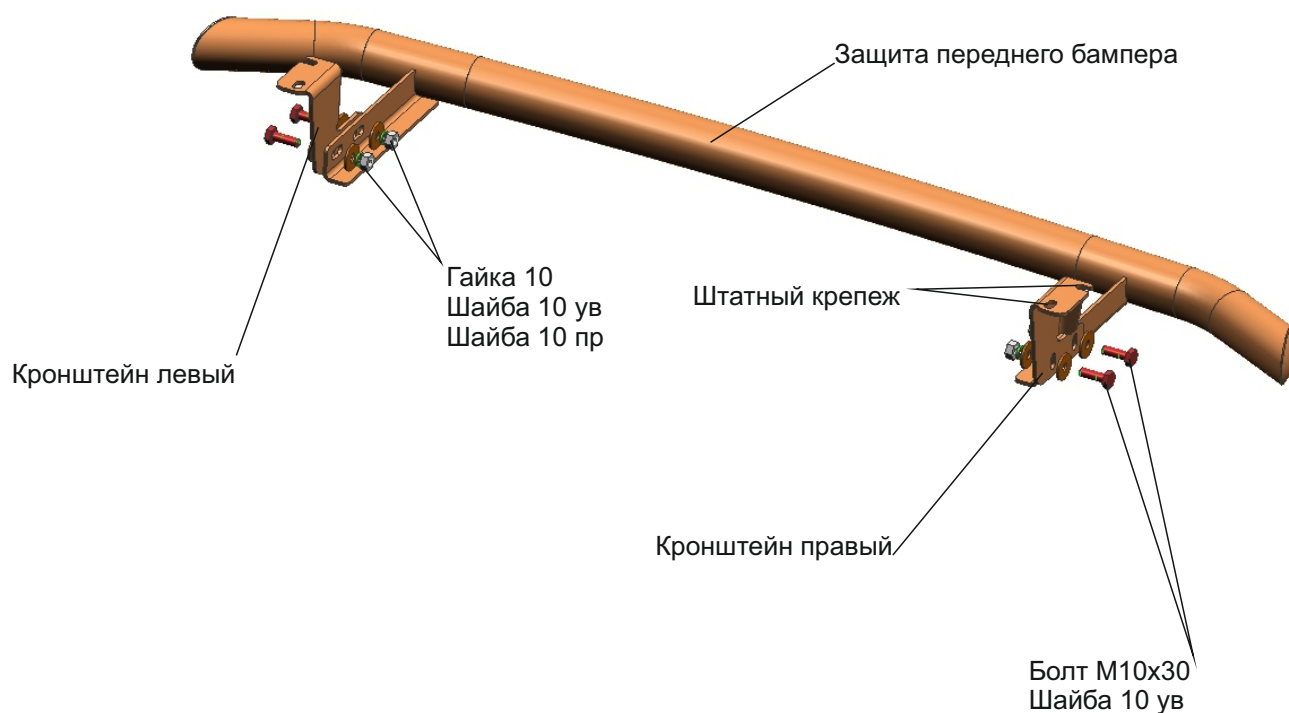 Защита переднего бампера
Гайка 10
Шайба 10 ув
Шайба 10 пр
Штатный крепеж
Кронштейн левый
Кронштейн правый
Болт М10х30
Шайба 10 ув